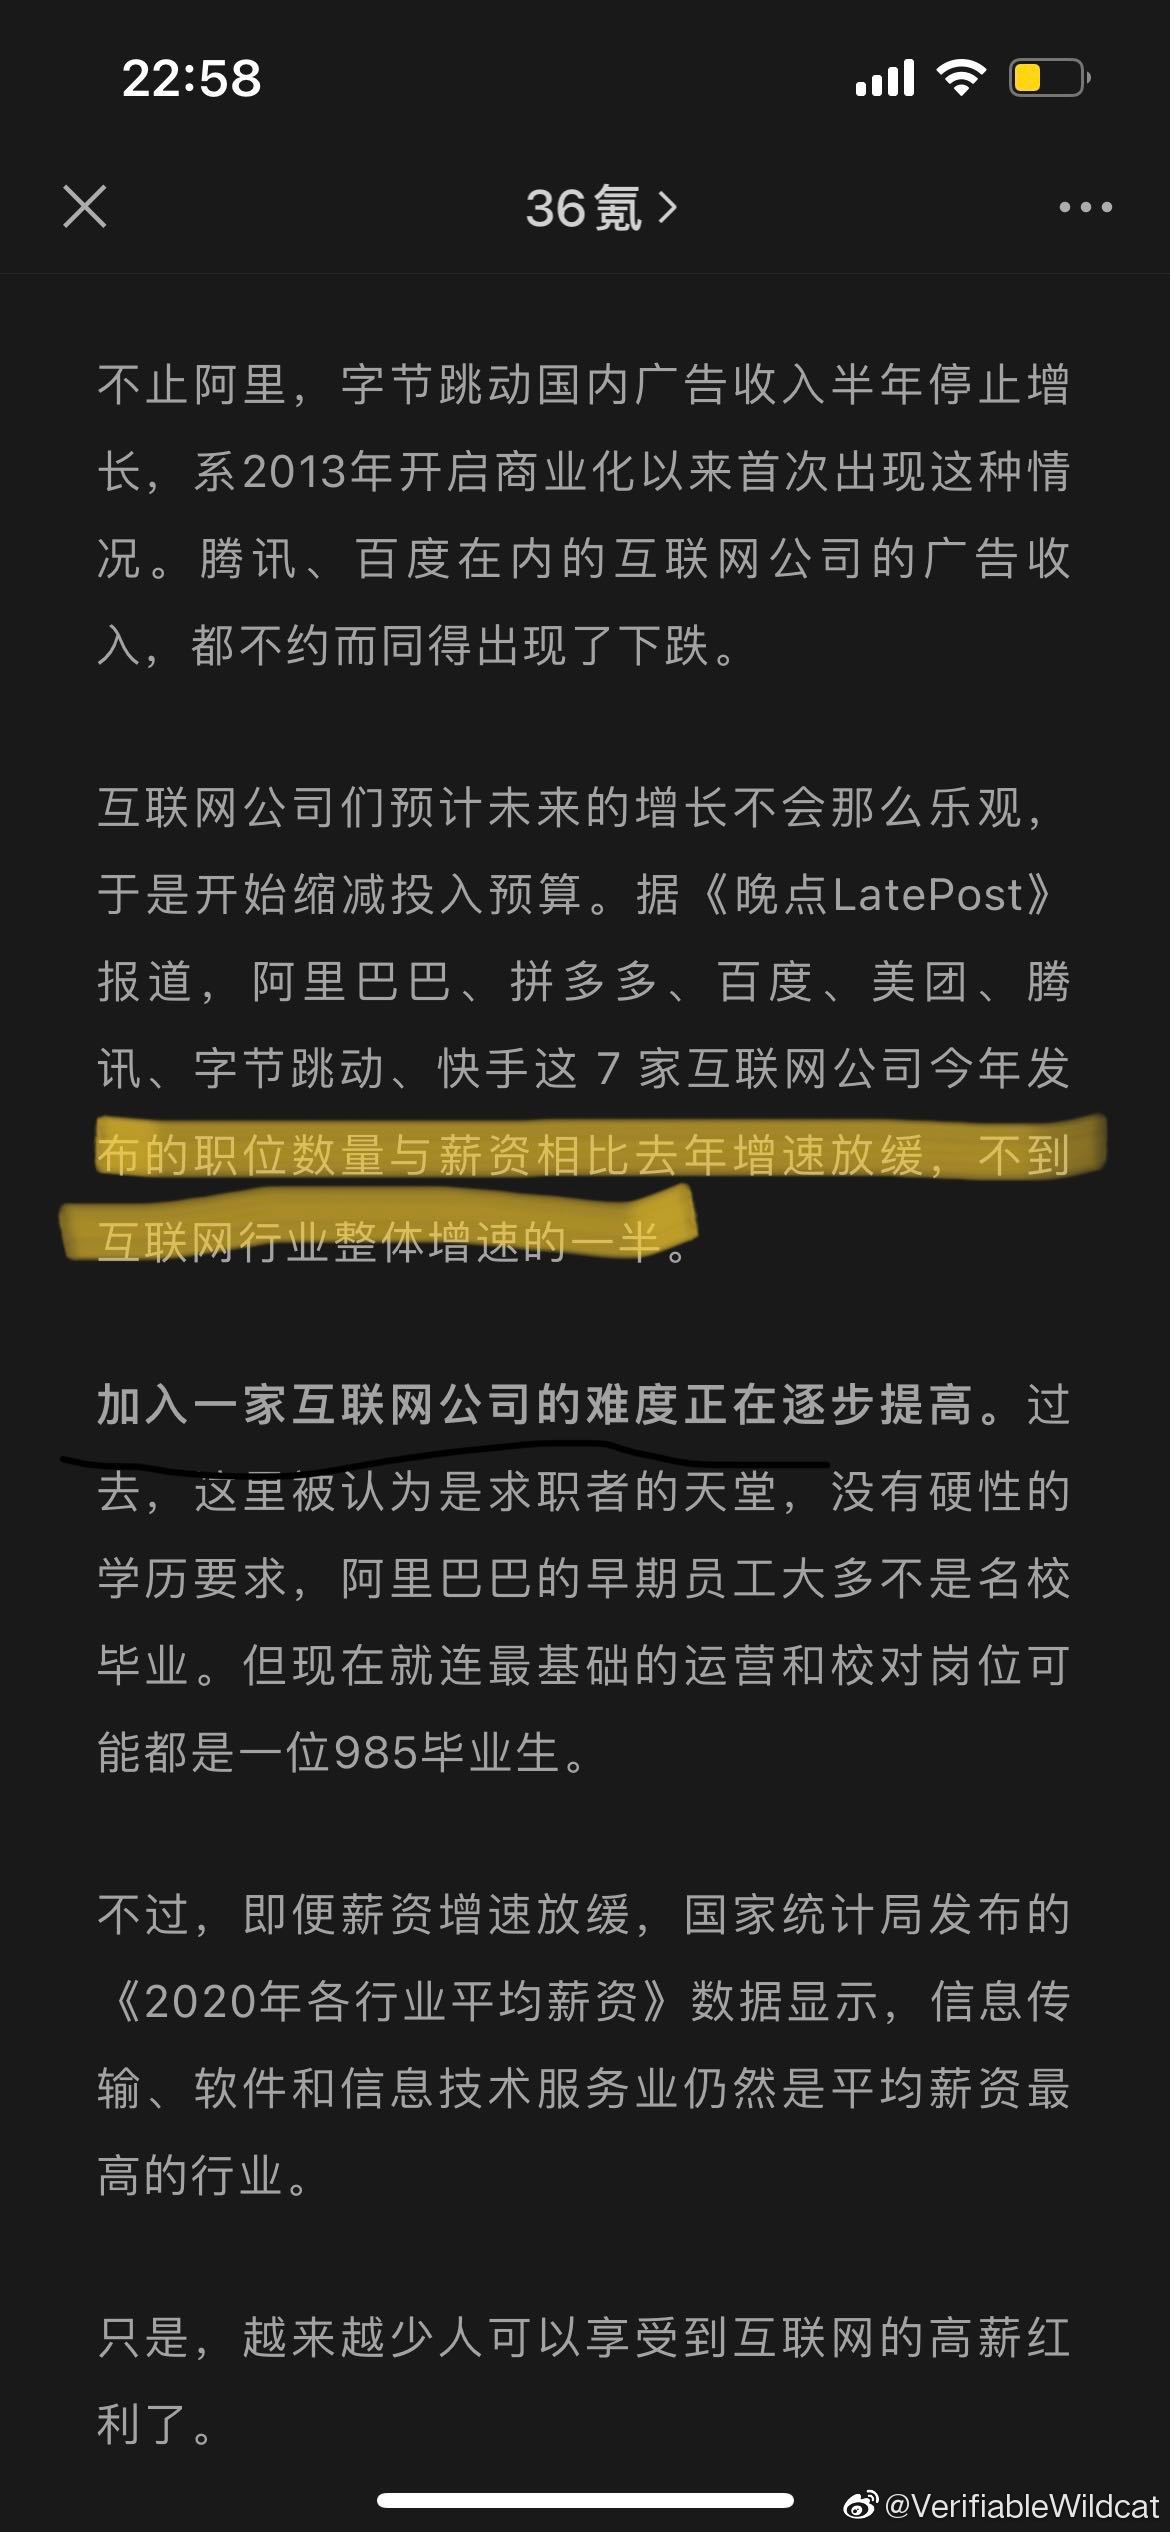 22:58
36氪
不止阿里，字节跳动国内广告收入半年停止增
长，系2013年开启商业化以来首次出现这种情
况。腾讯、百度在内的互联网公司的广告收
入，都不约而同得出现了下跌。
互联网公司们预计未来的增长不会那么乐观，
于是开始缩减投入预算。据《晚点LatePost》
报道，阿里巴巴、拼多多、百度、美团、腾
讯、字节跳动、快手这 7 家互联网公司今年发
布的职位数量与薪资相比去年增速放缓，不到
互联网行业整体增速的一半。
加入一家互联网公司的难度正在逐步提高。过
去，这里被认为是求职者的天堂，没有硬性的
学历要求，阿里巴巴的早期员工大多不是名校
毕业。但现在就连最基础的运营和校对岗位可
能都是一位985毕业生。
不过，即便薪资增速放缓，国家统计局发布的
《2020年各行业平均薪资》数据显示，信息传
输、软件和信息技术服务业仍然是平均薪资最
高的行业。
只是，越来越少人可以享受到互联网的高薪红
利了。
@VerifiableWildcat